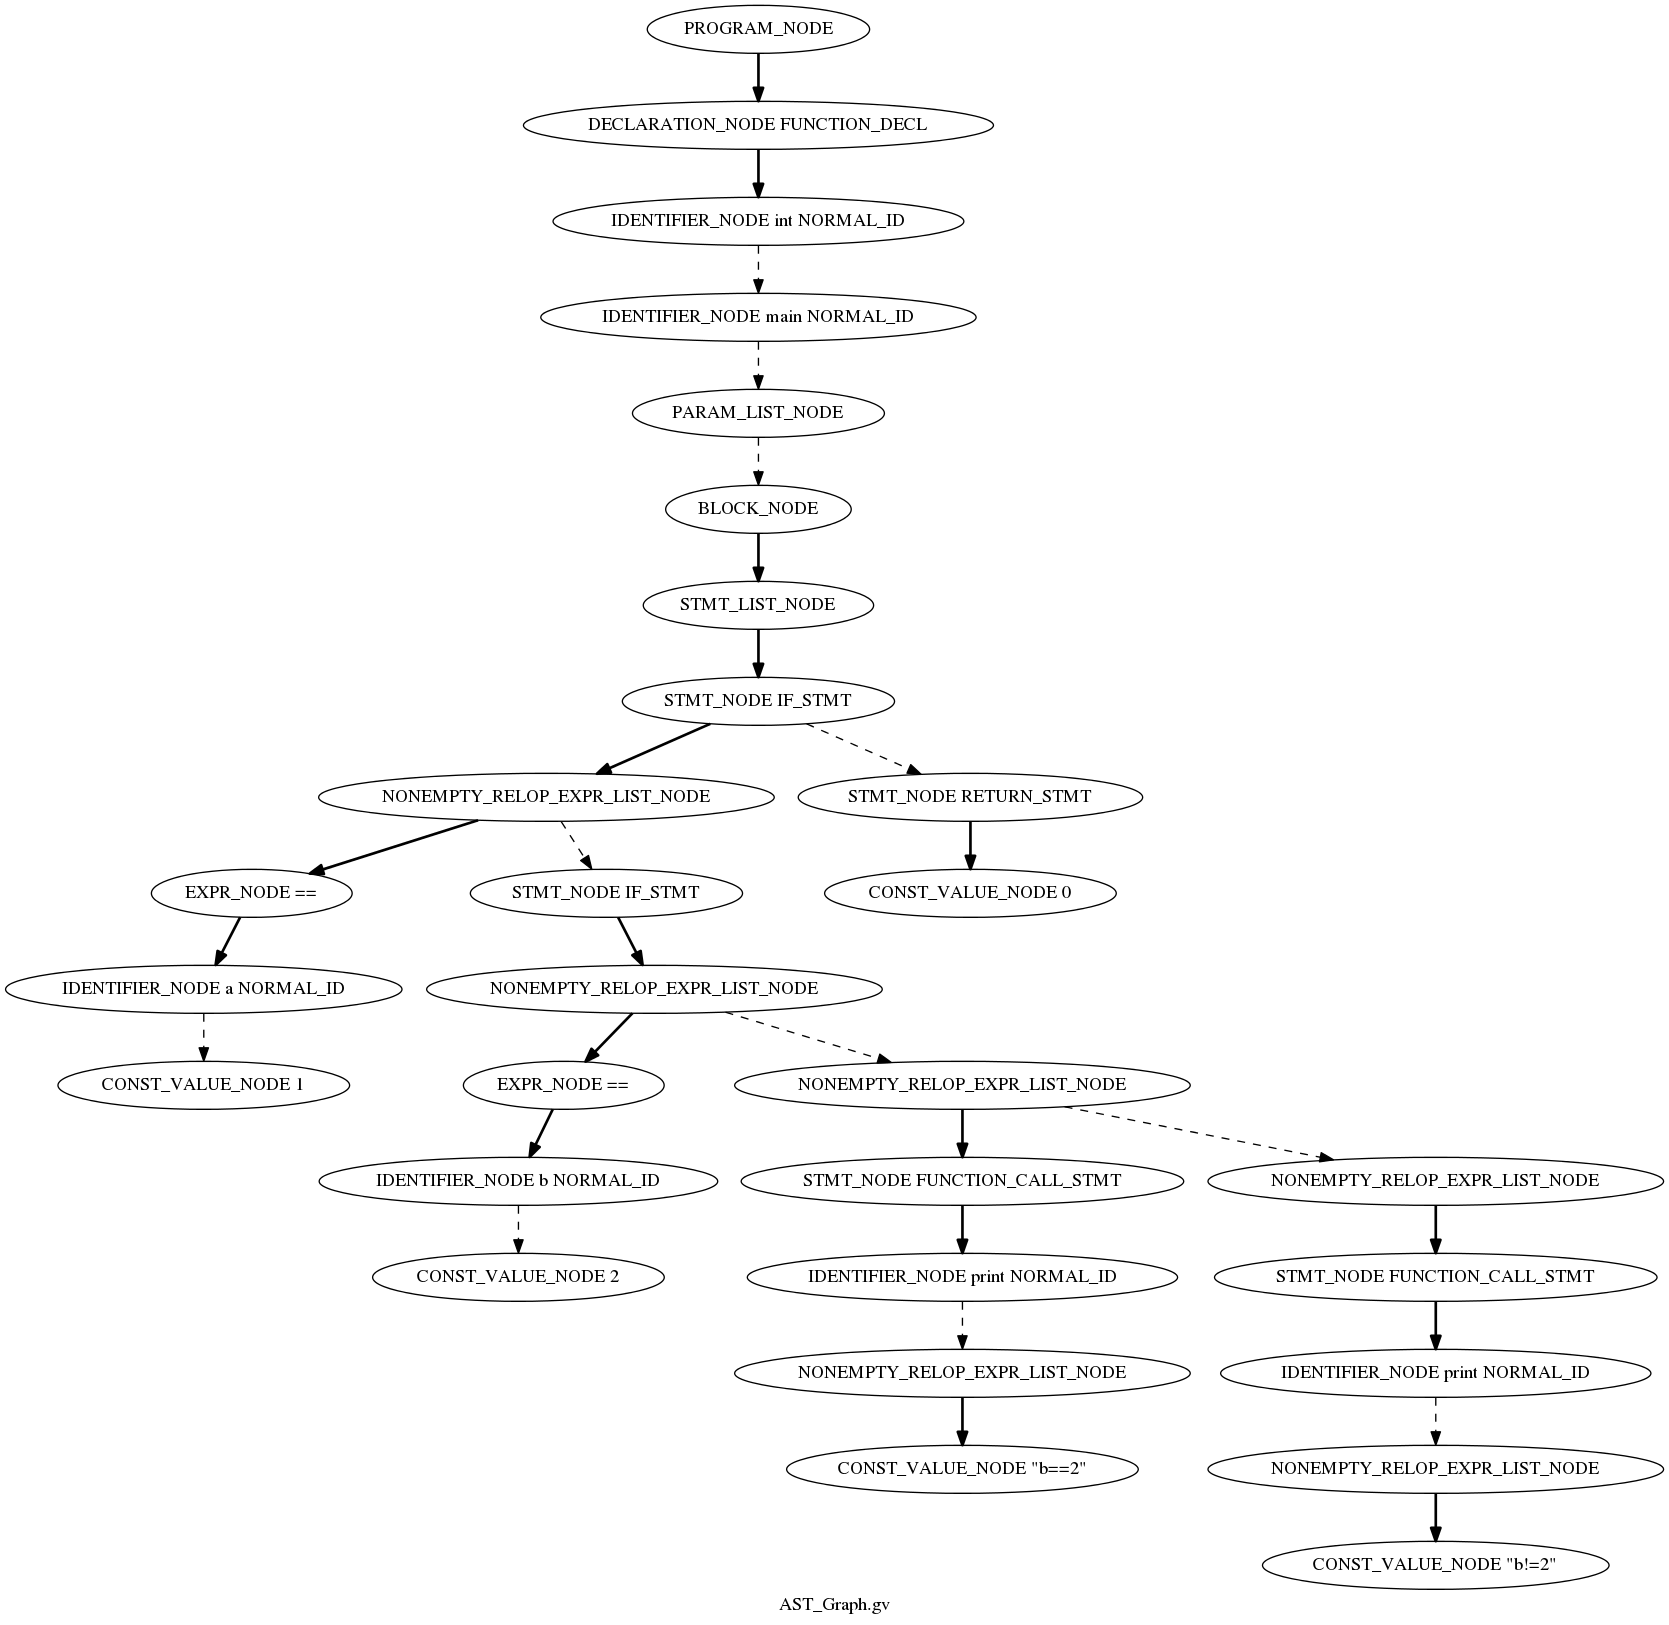 PROGRAM_NODE
DECLARATION_NODE FUNCTION_DECL
IDENTIFIER_NODE int NORMAL_ID
IDENTIFIER_NODE main NORMAL_ID
PARAM_LIST_NODE
BLOCK_NODE
STMT_LIST_NODE
STMT_NODE IF_STMT
NONEMPTY_RELOP_EXPR_LIST_NODE
STMT_NODE RETURN_STMT
EXPR_NODE ==
STMT_NODE IF_STMT
CONST_VALUE_NODE 0
IDENTIFIER_NODE a NORMAL_ID
NONEMPTY_RELOP_EXPR_LIST_NODE
CONST_VALUE_NODE 1
EXPR_NODE ==
NONEMPTY_RELOP_EXPR_LIST_NODE
IDENTIFIER_NODE b NORMAL_ID
STMT_NODE FUNCTION_CALL_STMT
NONEMPTY_RELOP_EXPR_LIST_NODE
CONST_VALUE_NODE 2
IDENTIFIER_NODE print NORMAL_ID
STMT_NODE FUNCTION_CALL_STMT
NONEMPTY_RELOP_EXPR_LIST_NODE
IDENTIFIER_NODE print NORMAL_ID
CONST_VALUE_NODE "b==2"
NONEMPTY_RELOP_EXPR_LIST_NODE
CONST_VALUE_NODE "b!=2"
AST_Graph.gv